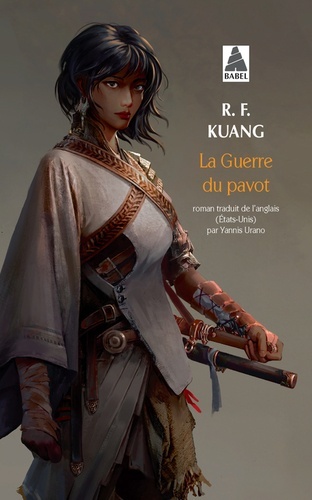 BABEL
R. F.
KUANG
La Guerre
du pavot
roman traduit de l'anglais
(États-Unis)
par Yannis Urano